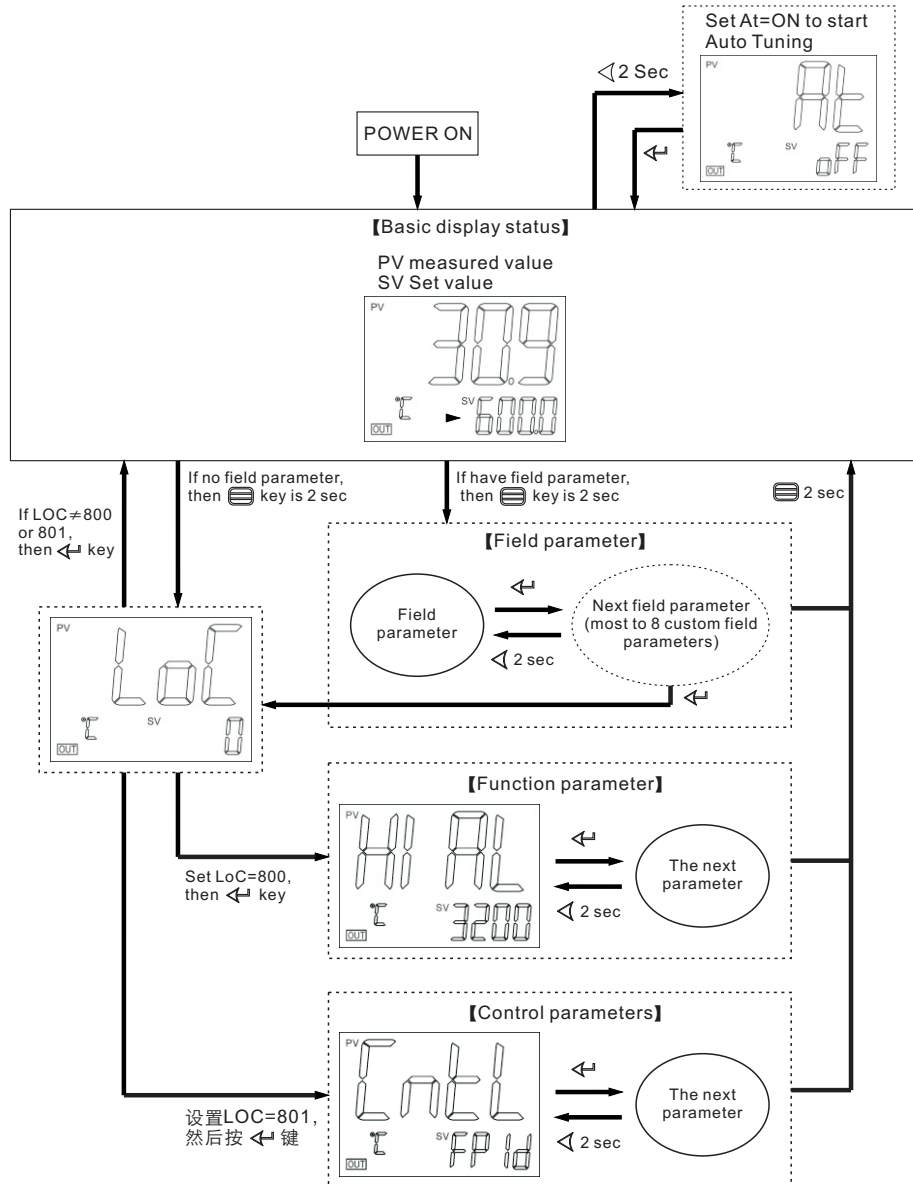 Set At=ON to start
Auto Tuning
PV
At
℃
SV
oFF
OUT
2 Sec
POWER ON
【Basic display status】
PV measured value
SV Set value
PV
30.9
℃
SV
600.0
OUT
If no field parameter,
then key is 2 sec
If have field parameter,
then key is 2 sec
2 sec
If LOC≠800
or 801,
then key
【Field parameter】
Field
parameter
2 sec
Next field parameter
(most to 8 custom field
parameters)
PV
LoC
℃
SV
0
OUT
【Function parameter】
PV
HI AL
℃
SV
3200
OUT
2 sec
The next
parameter
Set LoC=800,
then key
【Control parameters】
PV
CntL
℃
SV
FPId
OUT
2 sec
The next
parameter
设置LOC=801,
然后按 键